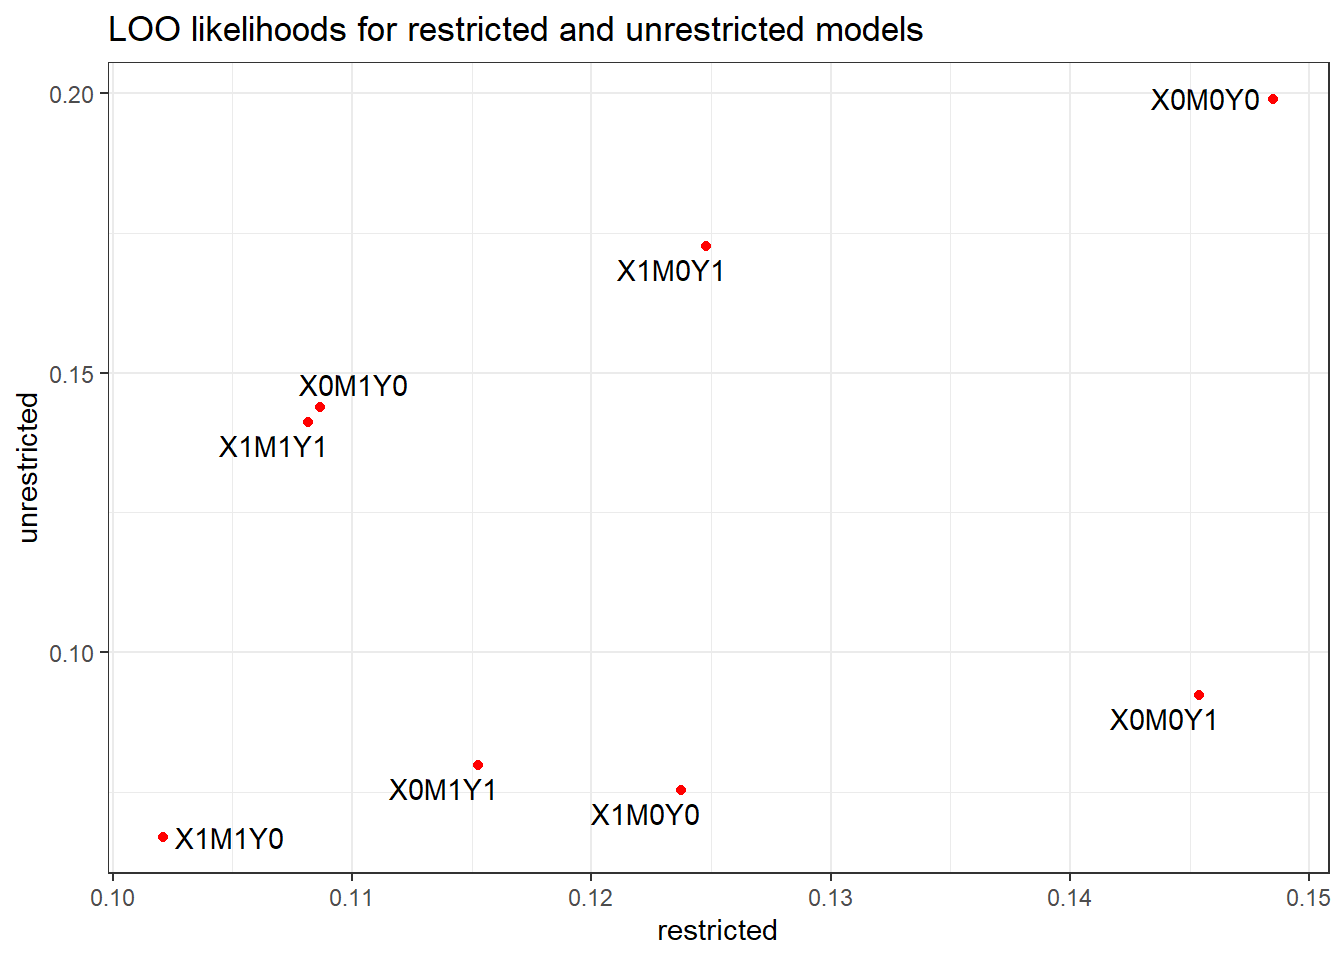 LOO likelihoods for restricted and unrestricted models
0.20
X0M0Y0
X1M0Y1
0.15
X0M1Y0
X1M1Y1
unrestricted
0.10
X0M0Y1
X0M1Y1
X1M0Y0
X1M1Y0
0.10 0.11 0.12 0.13 0.14 0.15
restricted